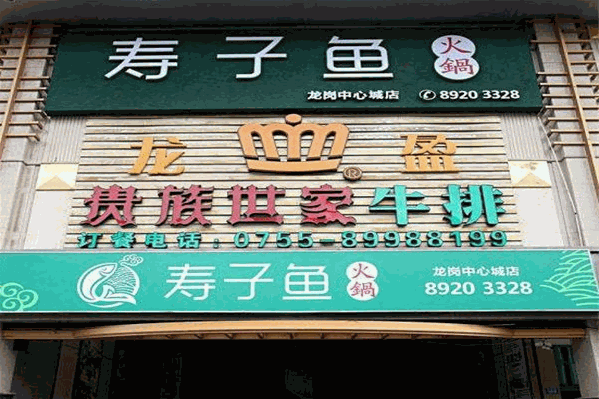 寿子鱼火鍋
龙岗中心城店 8920 3328
龙 盈
®
贵族世家牛排
订餐电话:0755-89988199
寿子鱼火鍋
龙岗中心城店
8920 3328